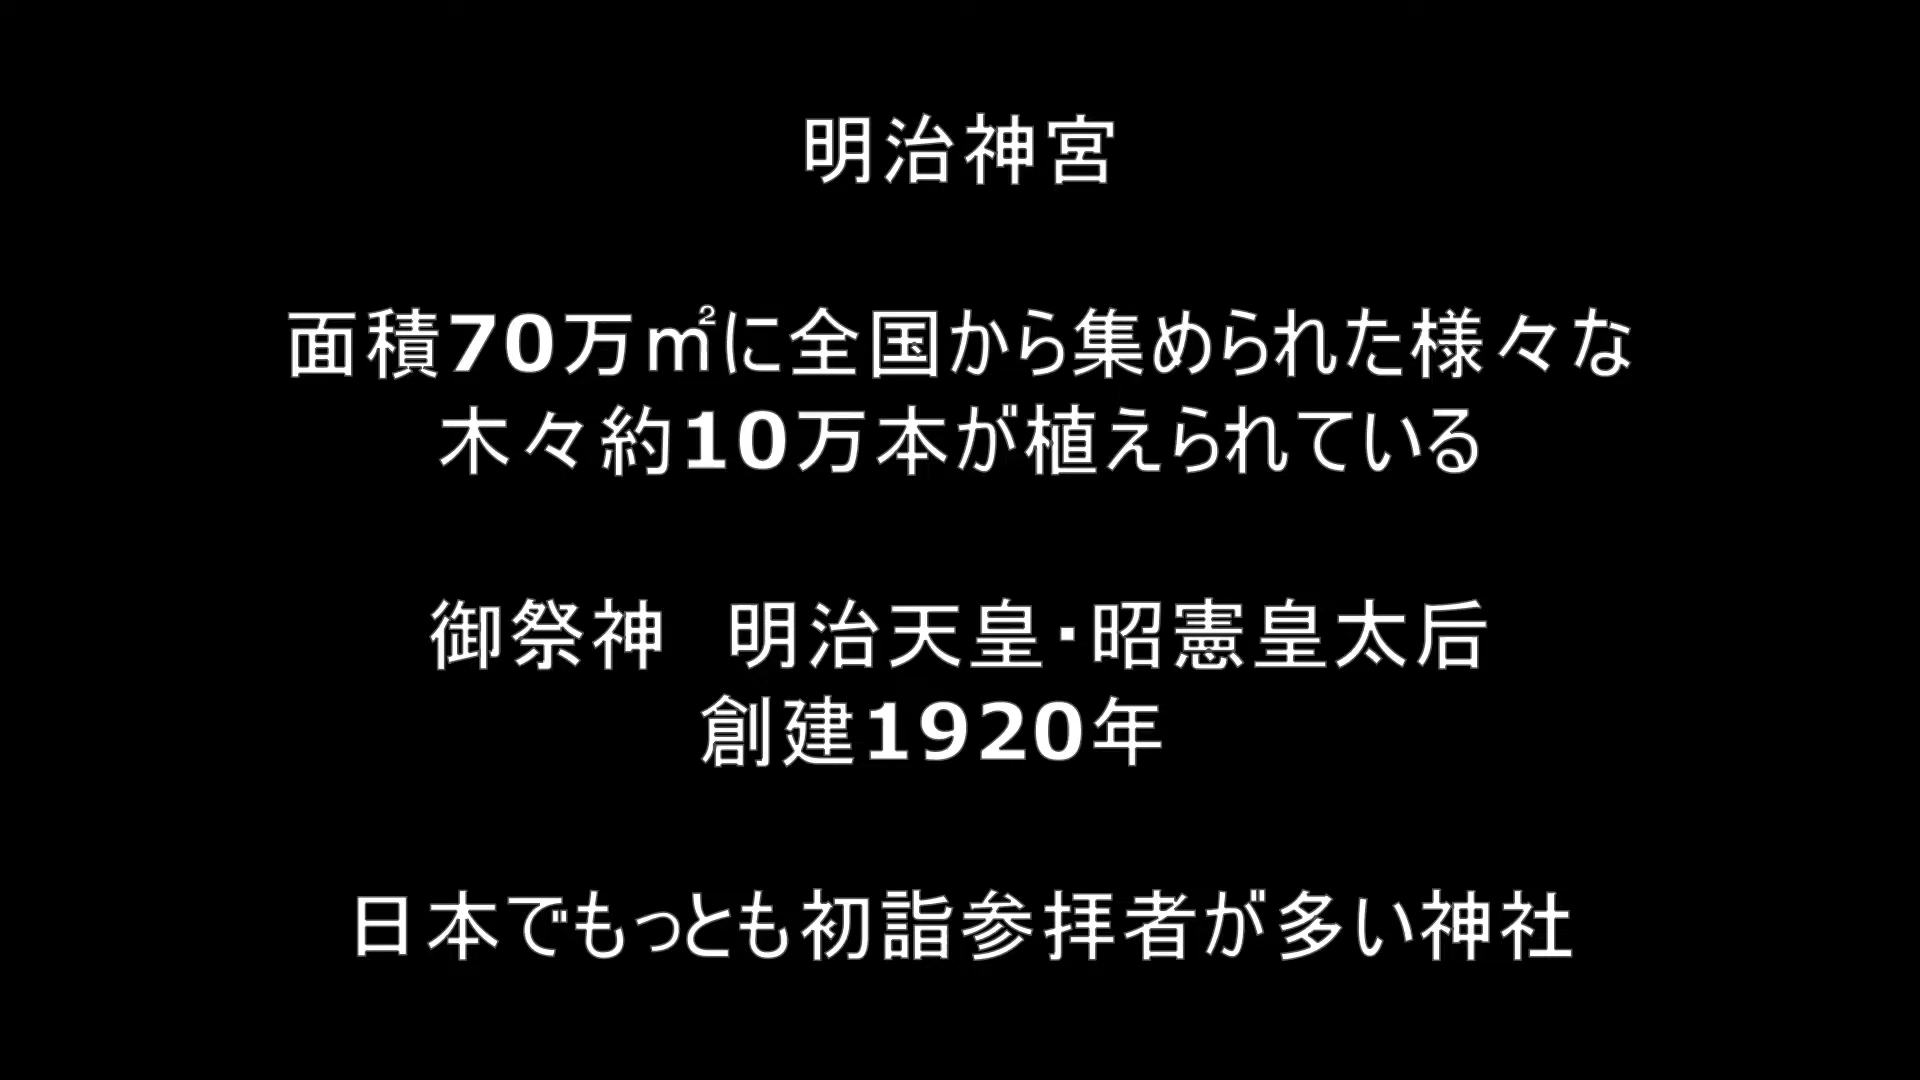 明治神宮
面積70万㎡に全国から集められた様々な
木々約10万本が植えられている
御祭神　明治天皇・昭憲皇太后
創建1920年
日本でもっとも初詣参拝者が多い神社